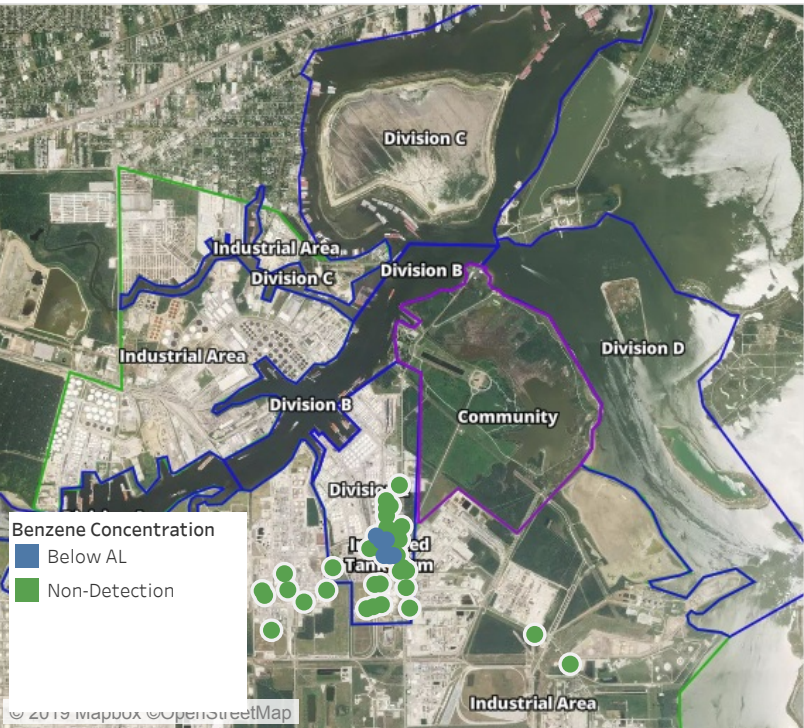 Division C
Industrial Area
Division C
Division B
Industrial Area
Division D
Division B
Community
Tank
Benzene Concentration
Below AL
Non-Detection
Industrial Area
© 2019 Mapbox ©OpenStreetMap